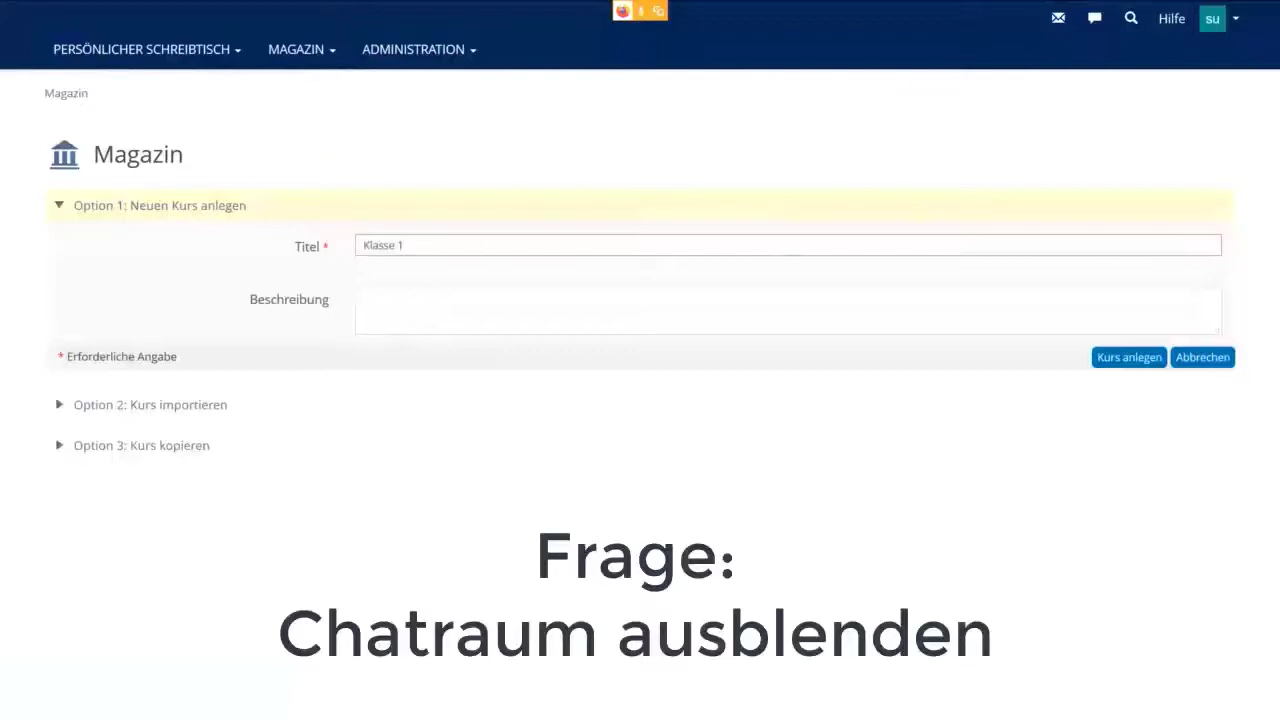 Hilfe su
PERSÖNLICHER SCHREIBTISCH MAGAZIN ADMINISTRATION
Magazin
Magazin
Option 1: Neuen Kurs anlegen
Titel * Klasse 1
Beschreibung
* Erforderliche Angabe Kurs anlegen Abbrechen
Option 2: Kurs importieren
Option 3: Kurs kopieren
Frage:
Chatraum ausblenden